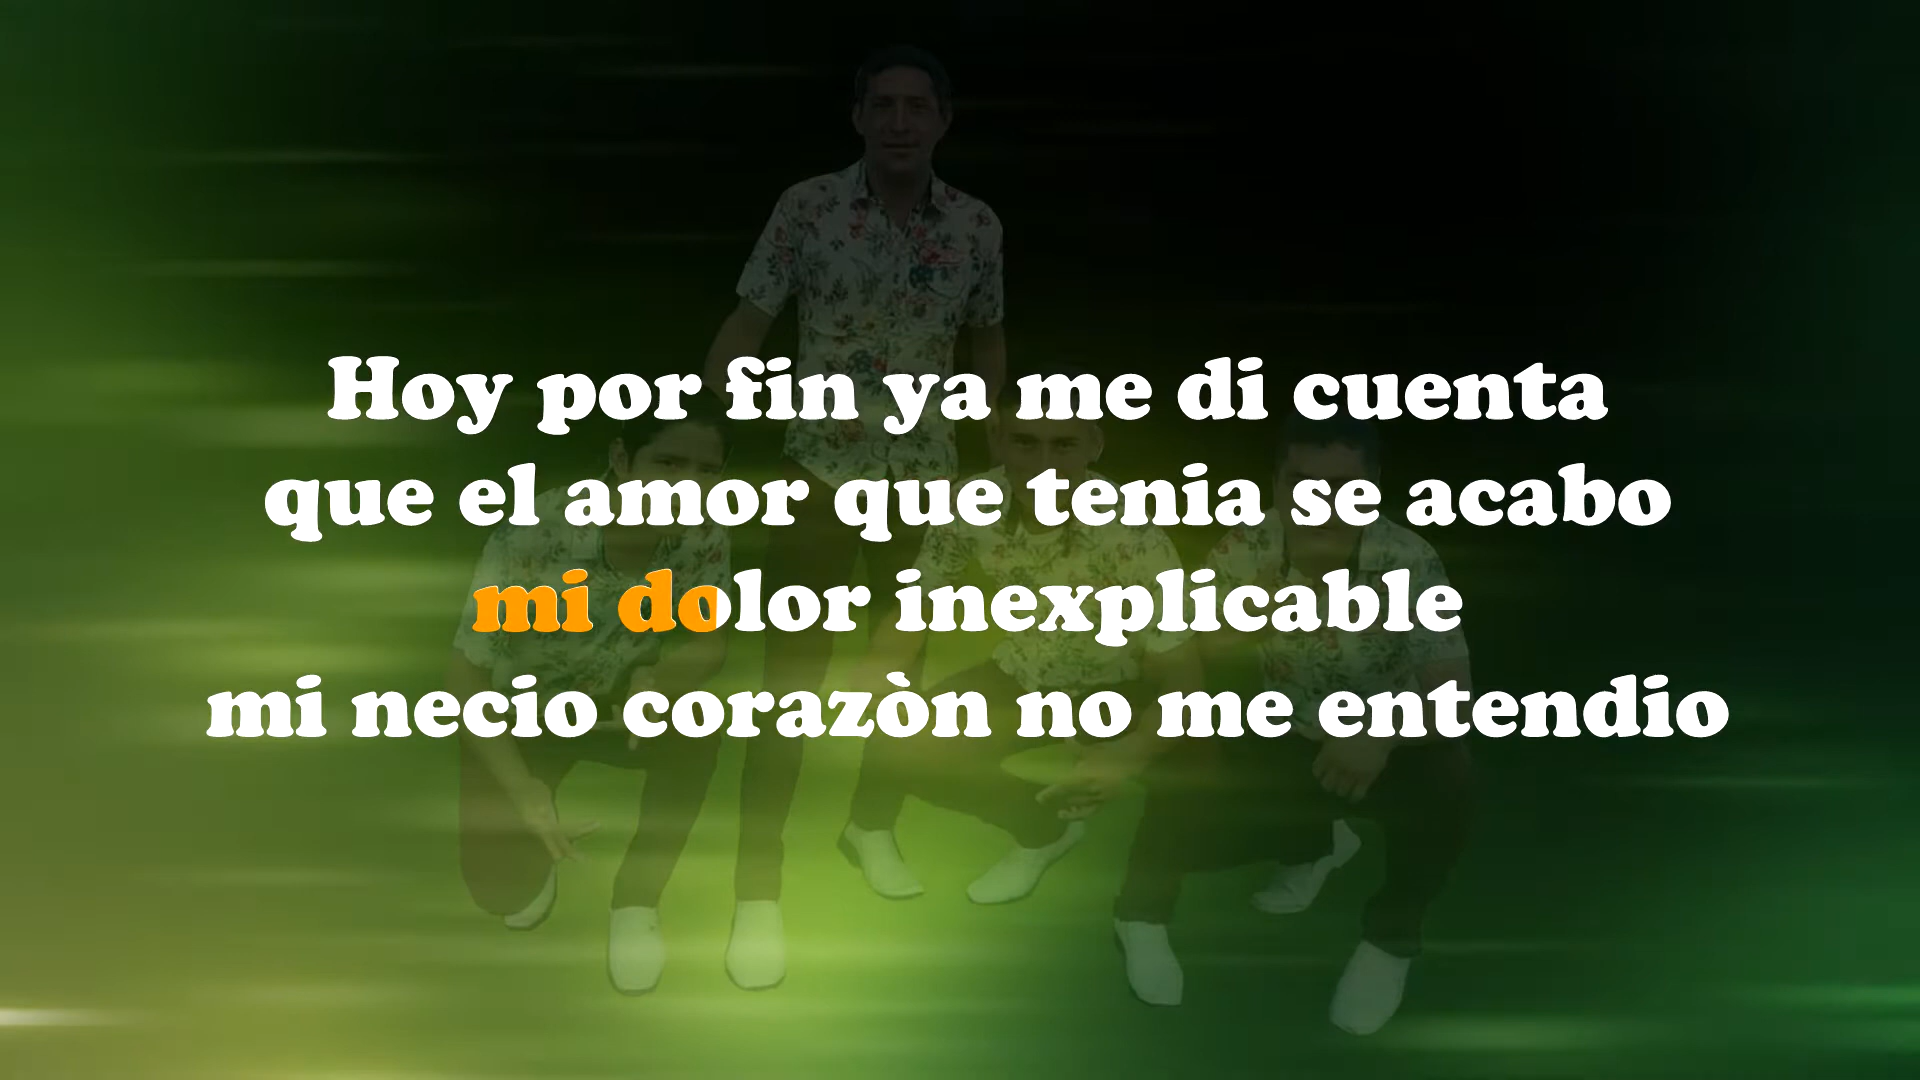 Hoy por fin ya me di cuenta
que el amor que tenia se acabo
mi dolor inexplicable
mi necio corazòn no me entendio